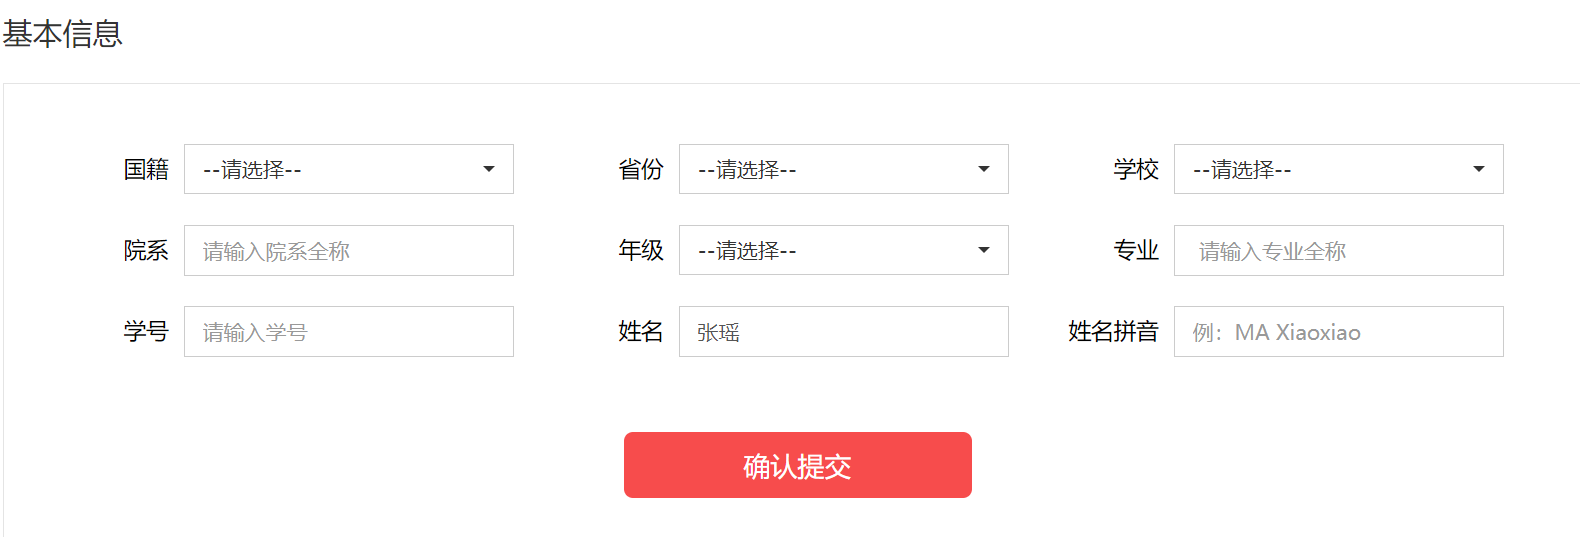 基本信息
国籍 --请选择-- 省份 --请选择-- 学校 --请选择--
院系 请输入院系全称 年级 --请选择-- 专业 请输入专业全称
学号 请输入学号 姓名 张瑶 姓名拼音 例：MA Xiaoxiao
确认提交